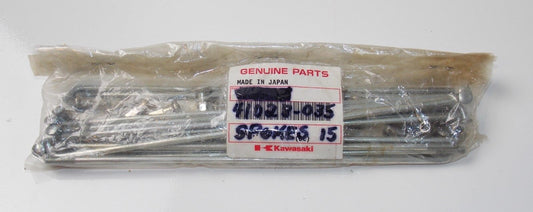 GENUINE PARTS
MADE IN JAPAN
41028-035
SPOKES 15
Kawasaki